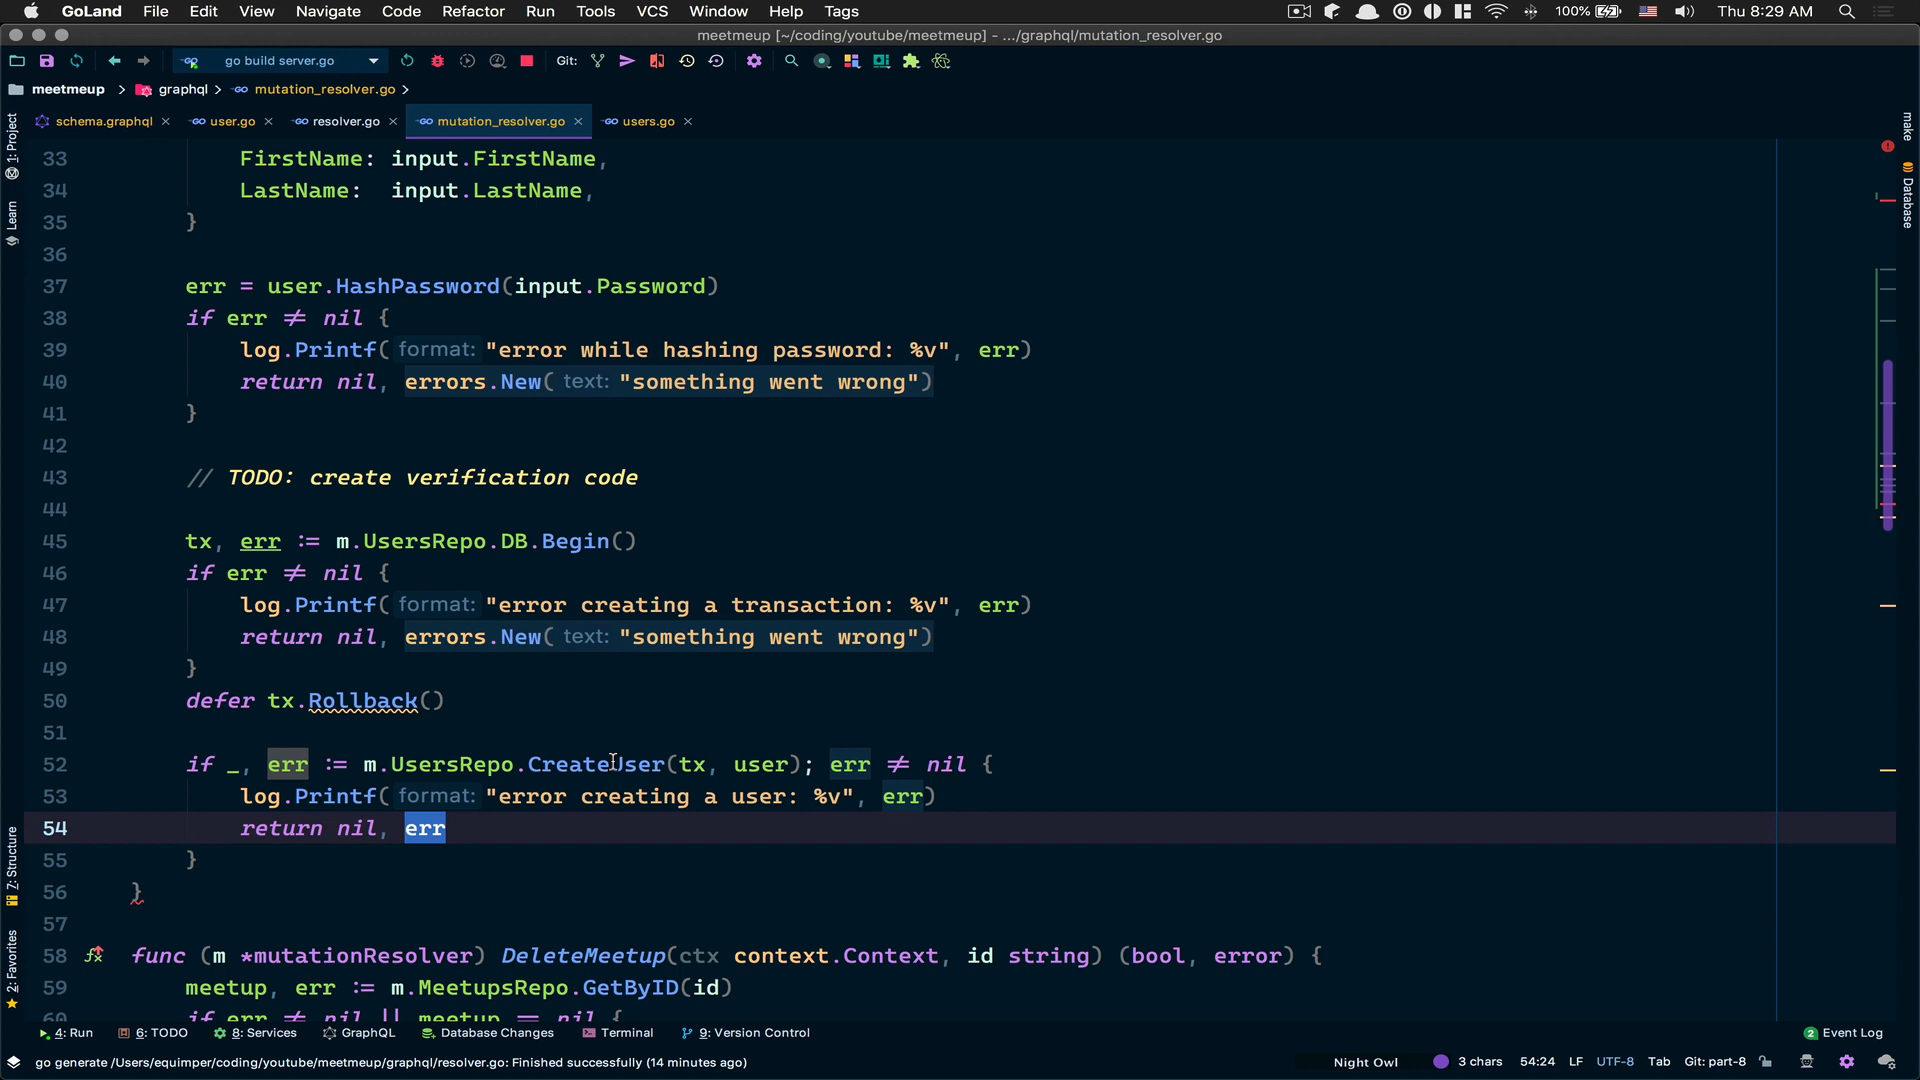 GoLand File Edit View Navigate Code Refactor Run Tools VCS Window Help Tags 100% Thu 8:29 AM
meetmeup [~/coding/youtube/meetmeup] - .../graphql/mutation_resolver.go
go build server.go Git:
meetmeup graphql mutation_resolver.go
schema.graphql user.go resolver.go mutation_resolver.go users.go
1: Project
Learn
7: Structure
2: Favorites
make
Database
33 FirstName: input.FirstName,
34 LastName: input.LastName,
35 }
36
37 err = user.HashPassword(input.Password)
38 if err ≠ nil {
39 log.Printf( format: "error while hashing password: %v", err)
40 return nil, errors.New( text: "something went wrong")
41 }
42
43 // TODO: create verification code
44
45 tx, err := m.UsersRepo.DB.Begin()
46 if err ≠ nil {
47 log.Printf( format: "error creating a transaction: %v", err)
48 return nil, errors.New( text: "something went wrong")
49 }
50 defer tx.Rollback()
51
52 if _, err := m.UsersRepo.CreateUser(tx, user); err ≠ nil {
53 log.Printf( format: "error creating a user: %v", err)
54 return nil, err
55 }
56 }
57
58 func (m *mutationResolver) DeleteMeetup(ctx context.Context, id string) (bool, error) {
59 meetup, err := m.MeetupsRepo.GetByID(id)
60 if err ≠ nil || meetup == nil {
4: Run 6: TODO 8: Services GraphQL Database Changes Terminal 9: Version Control 2 Event Log
go generate /Users/equimper/coding/youtube/meetmeup/graphql/resolver.go: Finished successfully (14 minutes ago) Night Owl 3 chars 54:24 LF UTF-8 Tab Git: part-8